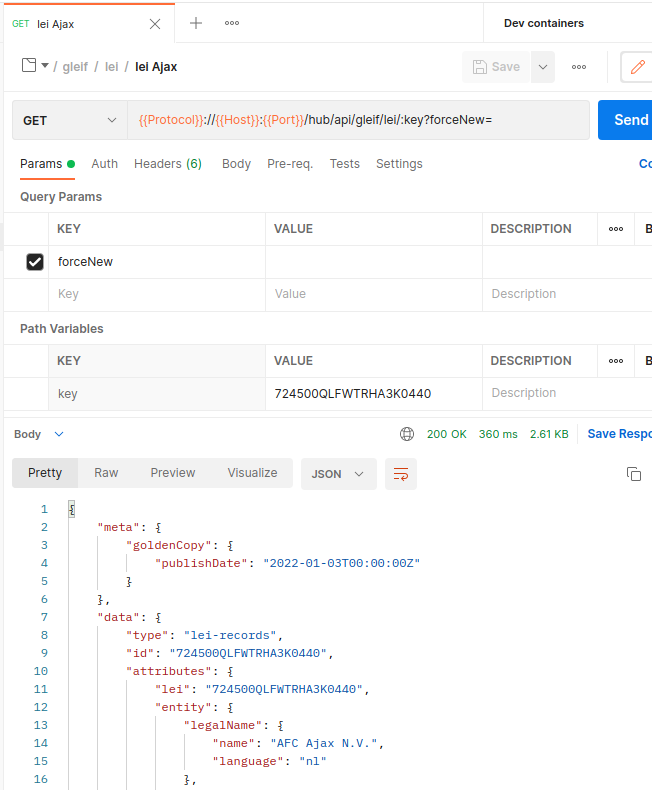 GET lei Ajax
Dev containers
/ gleif / lei / lei Ajax
Save
GET {{Protocol}}://{{Host}}:{{Port}}/hub/api/gleif/lei/:key?forceNew= Send
Params Auth Headers (6) Body Pre-req. Tests Settings Co
Query Params
KEY VALUE DESCRIPTION B
forceNew
Key Value Description
Path Variables
KEY VALUE DESCRIPTION B
key 724500QLFWTRHA3K0440 Description
Body 200 OK 360 ms 2.61 KB Save Respo
Pretty Raw Preview Visualize JSON
1 {
2 "meta": {
3 "goldenCopy": {
4 "publishDate": "2022-01-03T00:00:00Z"
5 }
6 },
7 "data": {
8 "type": "lei-records",
9 "id": "724500QLFWTRHA3K0440",
10 "attributes": {
11 "lei": "724500QLFWTRHA3K0440",
12 "entity": {
13 "legalName": {
14 "name": "AFC Ajax N.V.",
15 "language": "nl"
16 },